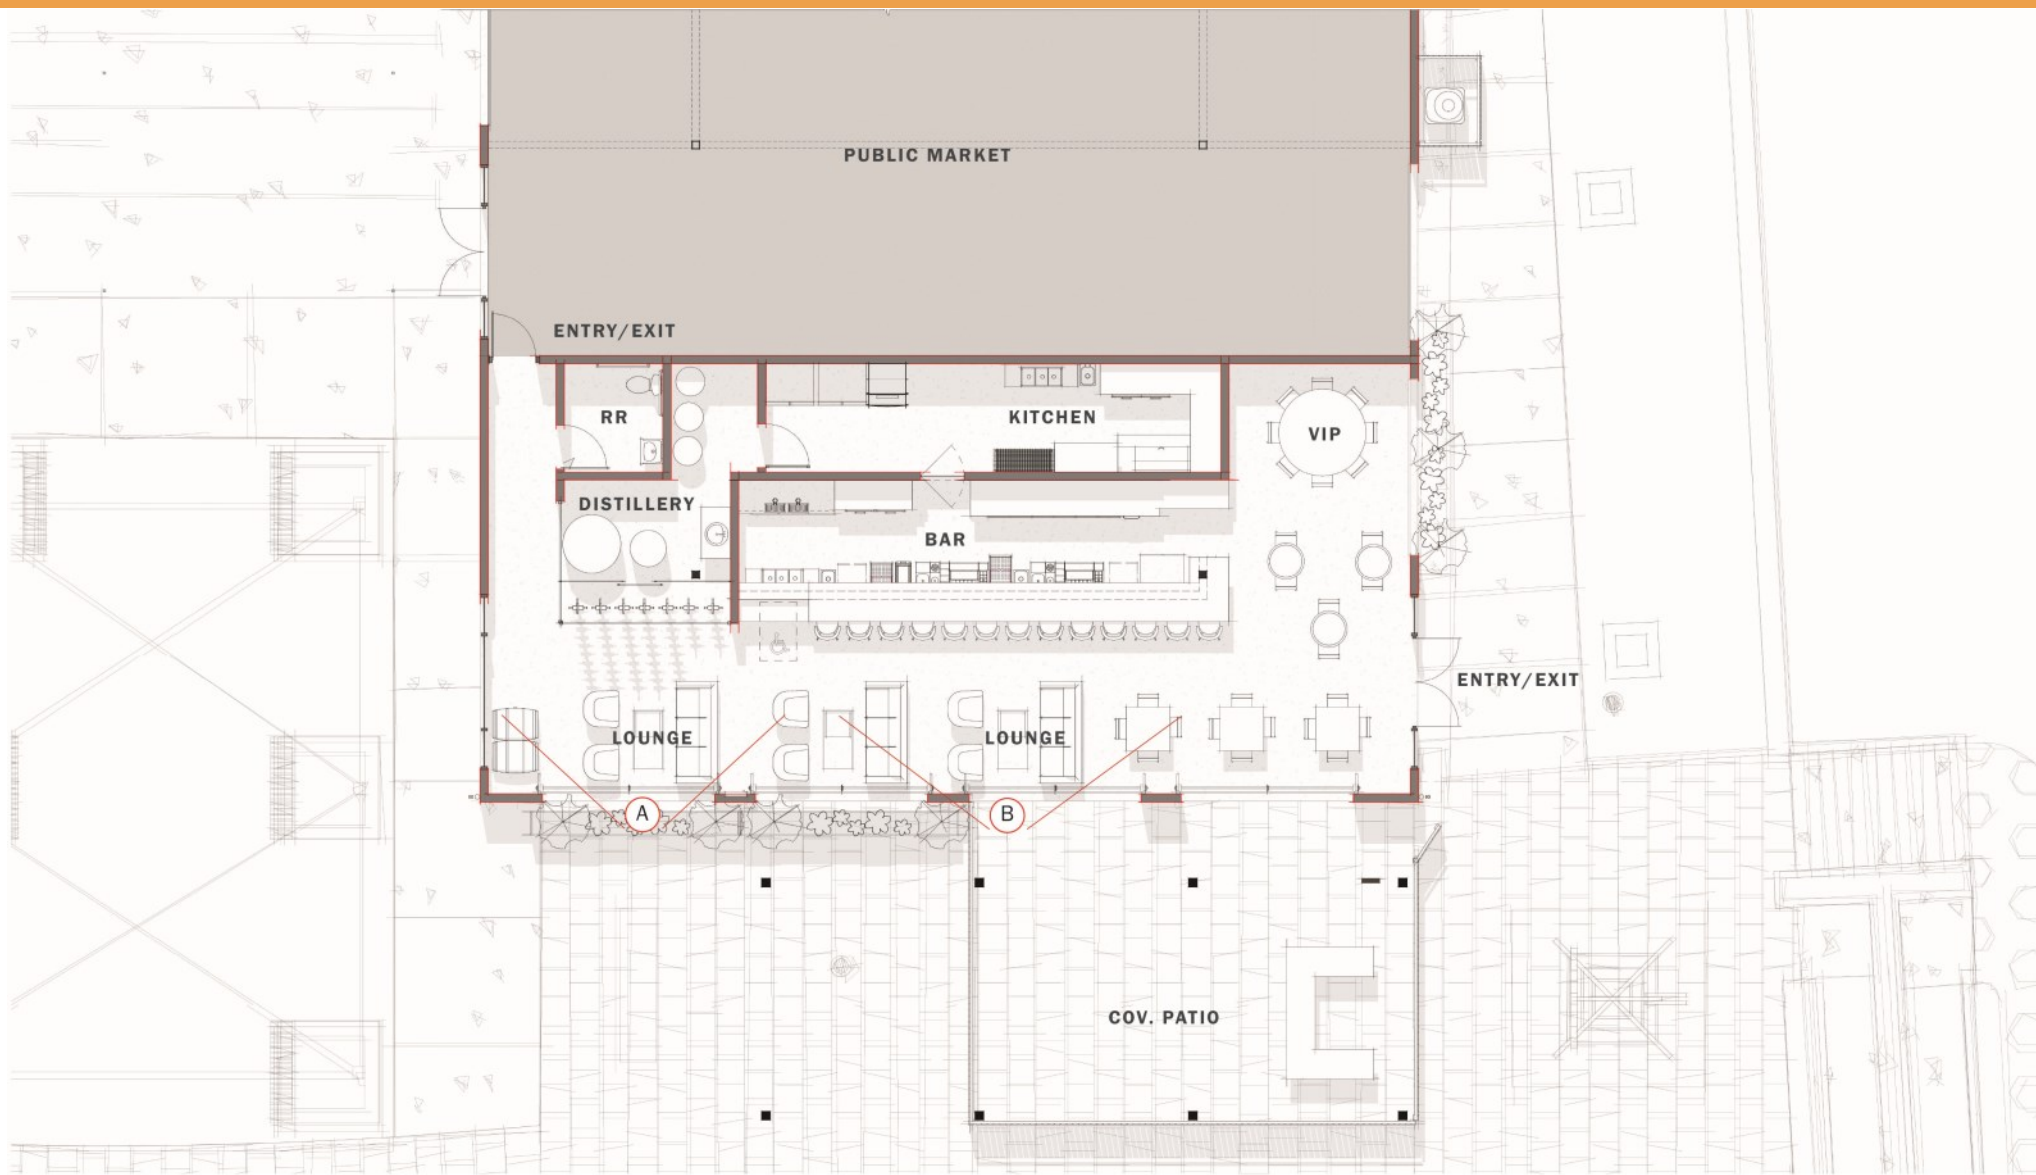 PUBLIC MARKET
ENTRY/EXIT
RR
KITCHEN
VIP
DISTILLERY
BAR
ENTRY/EXIT
LOUNGE
LOUNGE
A
B
COV. PATIO